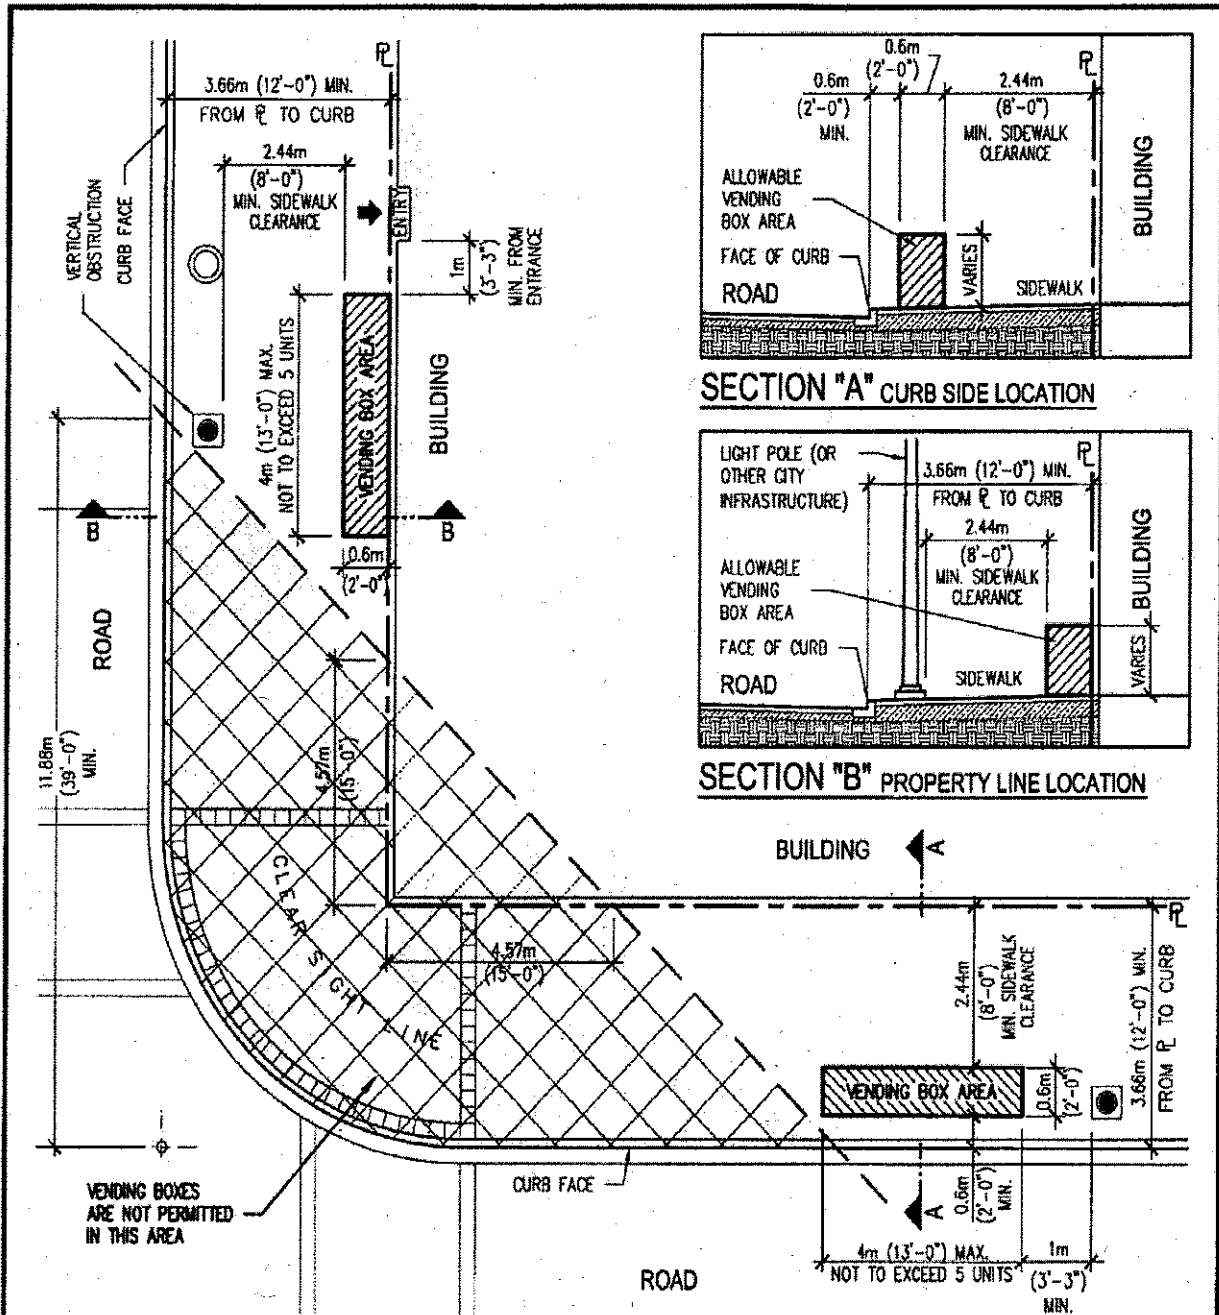 3.66m (12'-0") MIN.
FROM ⅊ TO CURB
⅊
2.44m
(8'-0")
MIN. SIDEWALK
CLEARANCE
VERTICAL
OBSTRUCTION
CURB FACE
ENTRY
1m
(3'-3")
MIN. FROM
ENTRANCE
4m (13'-0") MAX.
NOT TO EXCEED 5 UNITS
VENDING BOX AREA
BUILDING
B
B
0.6m
(2'-0")
ROAD
11.88m
(39'-0")
MIN.
4.57m
(15'-0")
CLEAR SIGHT LINE
4.57m
(15'-0")
VENDING BOXES
ARE NOT PERMITTED
IN THIS AREA
CURB FACE
ROAD
0.6m
(2'-0")
0.6m
(2'-0")
MIN.
2.44m
(8'-0")
MIN. SIDEWALK
CLEARANCE
⅊
ALLOWABLE
VENDING
BOX AREA
FACE OF CURB
ROAD
VARIES
SIDEWALK
BUILDING
SECTION "A" CURB SIDE LOCATION
LIGHT POLE (OR
OTHER CITY
INFRASTRUCTURE)
3.66m (12'-0") MIN.
FROM ⅊ TO CURB
⅊
2.44m
(8'-0")
MIN. SIDEWALK
CLEARANCE
ALLOWABLE
VENDING
BOX AREA
FACE OF CURB
ROAD
SIDEWALK
VARIES
BUILDING
SECTION "B" PROPERTY LINE LOCATION
BUILDING
A
⅊
2.44m
(8'-0")
MIN. SIDEWALK
CLEARANCE
3.66m (12'-0") MIN.
FROM ⅊ TO CURB
VENDING BOX AREA
0.6m
(2'-0")
0.6m
(2'-0")
MIN.
A
4m (13'-0") MAX.
NOT TO EXCEED 5 UNITS
1m
(3'-3")
MIN.